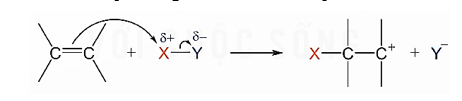 C=C + δ+ X—Y δ− → X—C—C+ + Y−